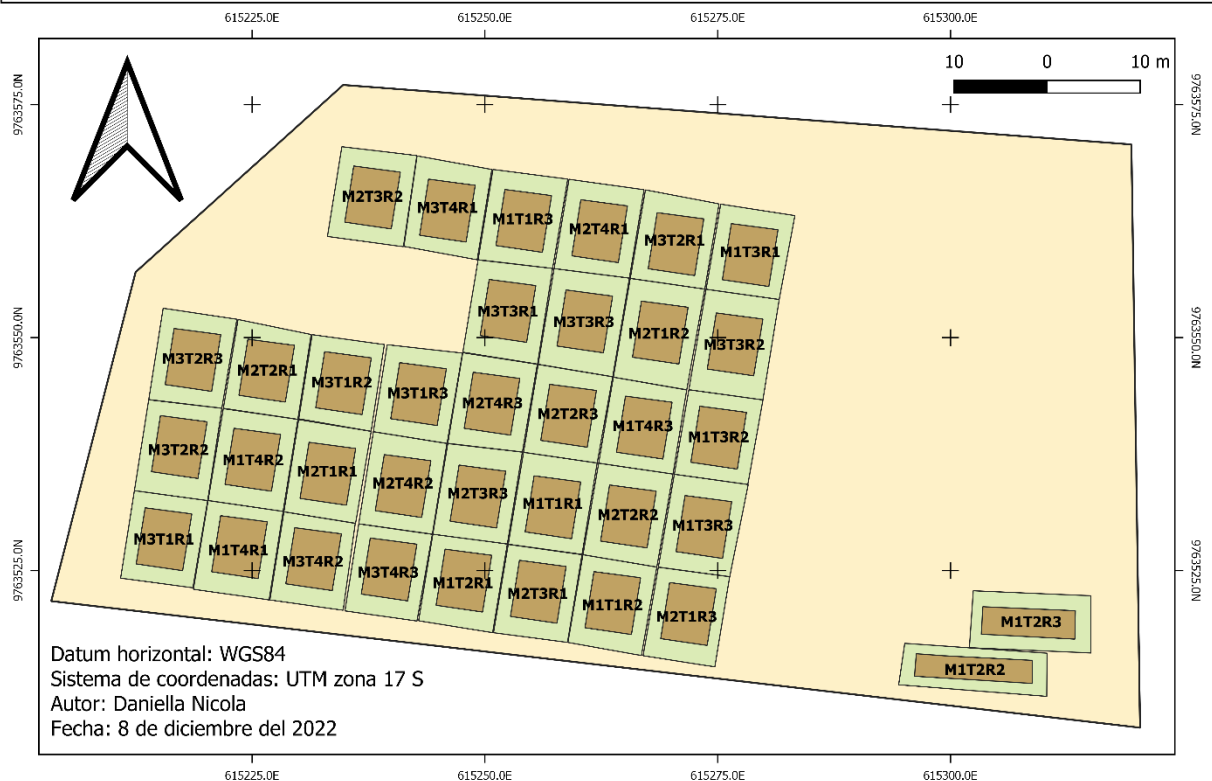 615225.0E 615250.0E 615275.0E 615300.0E
10 0 10 m
9763575.0N 9763575.0N
M2T3R2 M3T4R1 M1T1R3 M2T4R1 M3T2R1 M1T3R1
M3T3R1 M3T3R3 M2T1R2 M3T3R2
9763550.0N 9763550.0N
M3T2R3 M2T2R1 M3T1R2 M3T1R3 M2T4R3 M2T2R3 M1T4R3 M1T3R2
M3T2R2 M1T4R2 M2T1R1 M2T4R2 M2T3R3 M1T1R1 M2T2R2 M1T3R3
9763525.0N 9763525.0N
M3T1R1 M1T4R1 M3T4R2 M3T4R3 M1T2R1 M2T3R1 M1T1R2 M2T1R3
M1T2R3
M1T2R2
Datum horizontal: WGS84
Sistema de coordenadas: UTM zona 17 S
Autor: Daniella Nicola
Fecha: 8 de diciembre del 2022
615225.0E 615250.0E 615275.0E 615300.0E